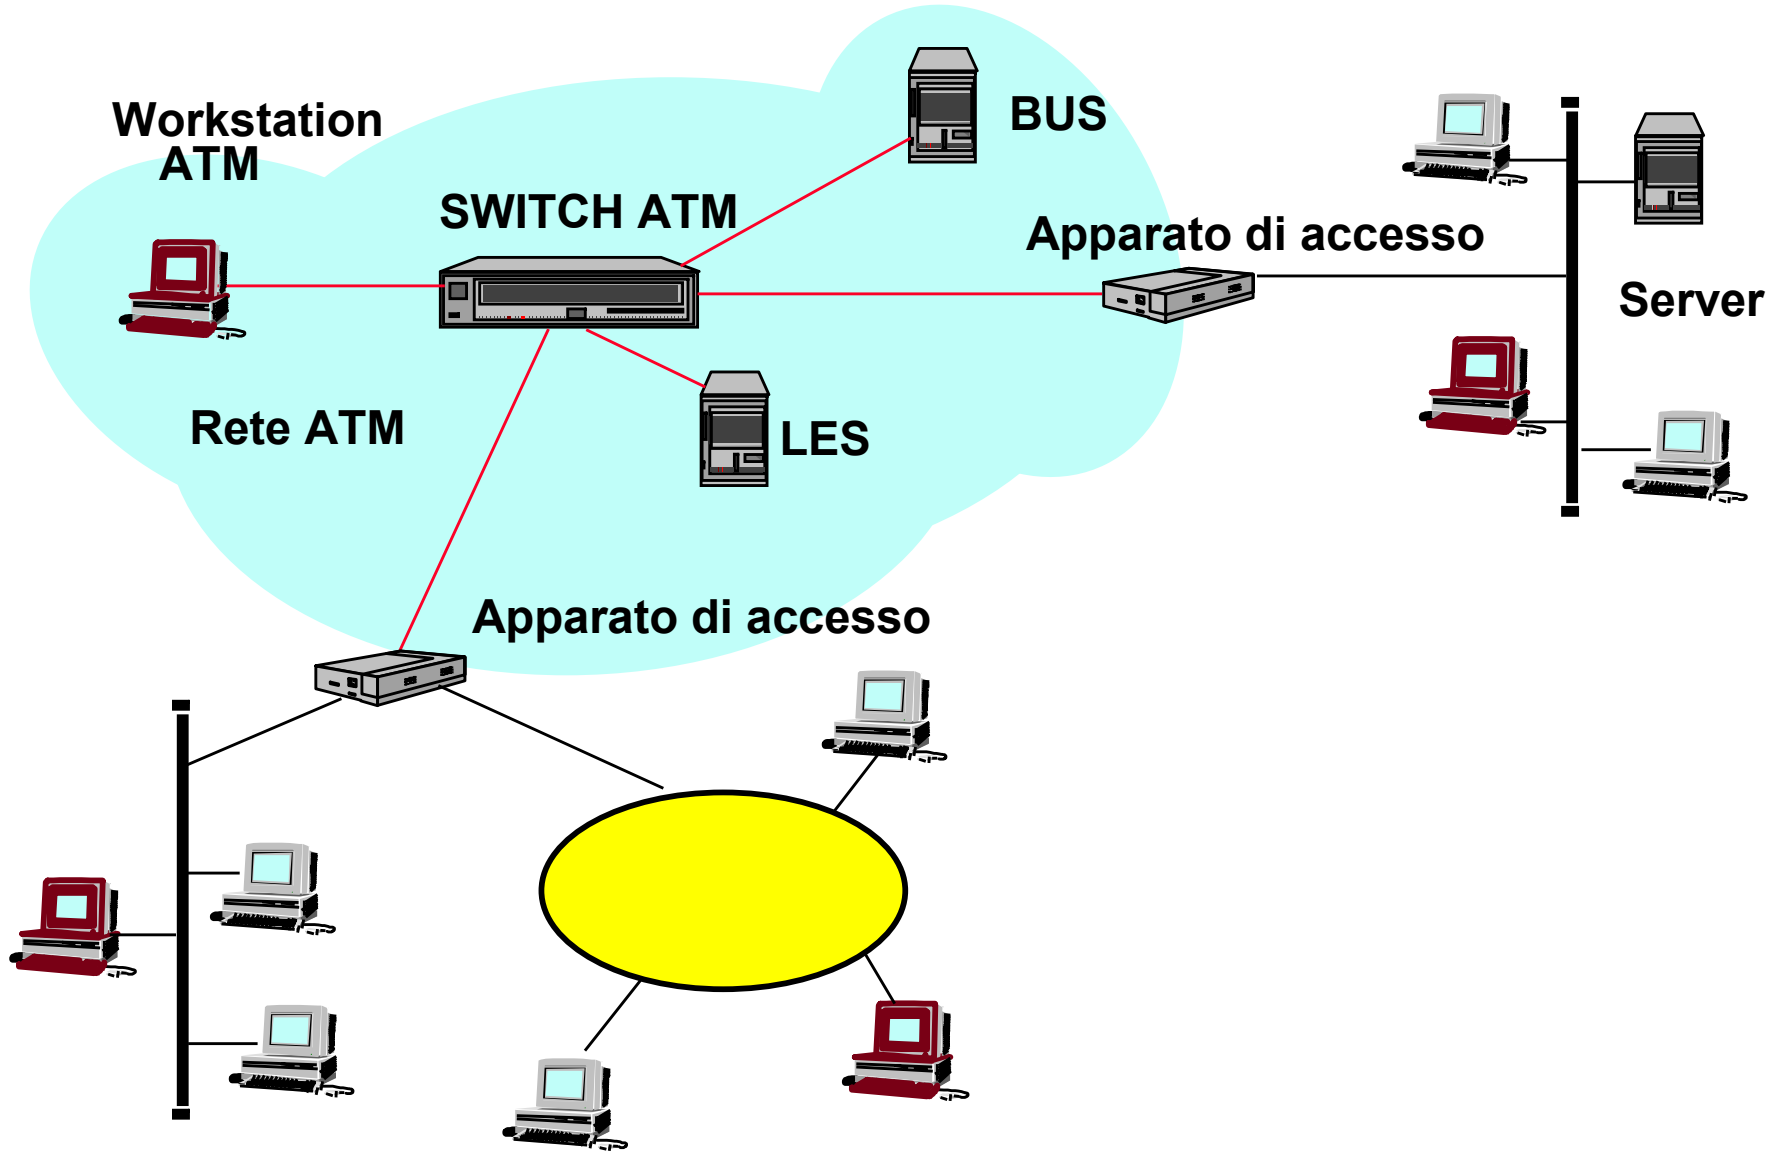 Workstation
ATM
BUS
SWITCH ATM
Apparato di accesso
Server
Rete ATM
LES
Apparato di accesso